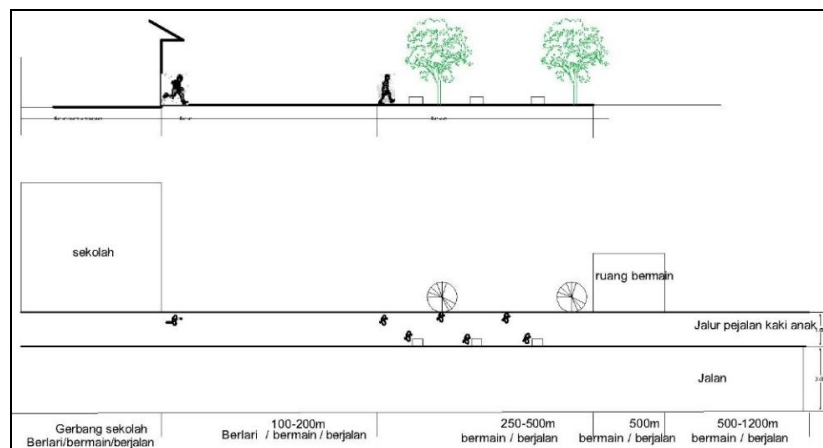 sekolah
ruang bermain
Jalur pejalan kaki anak
Jalan
Gerbang sekolah
Berlari/bermain/berjalan
100-200m
Berlari / bermain / berjalan
250-500m
bermain / berjalan
500m
bermain / berjalan
500-1200m
bermain / berjalan